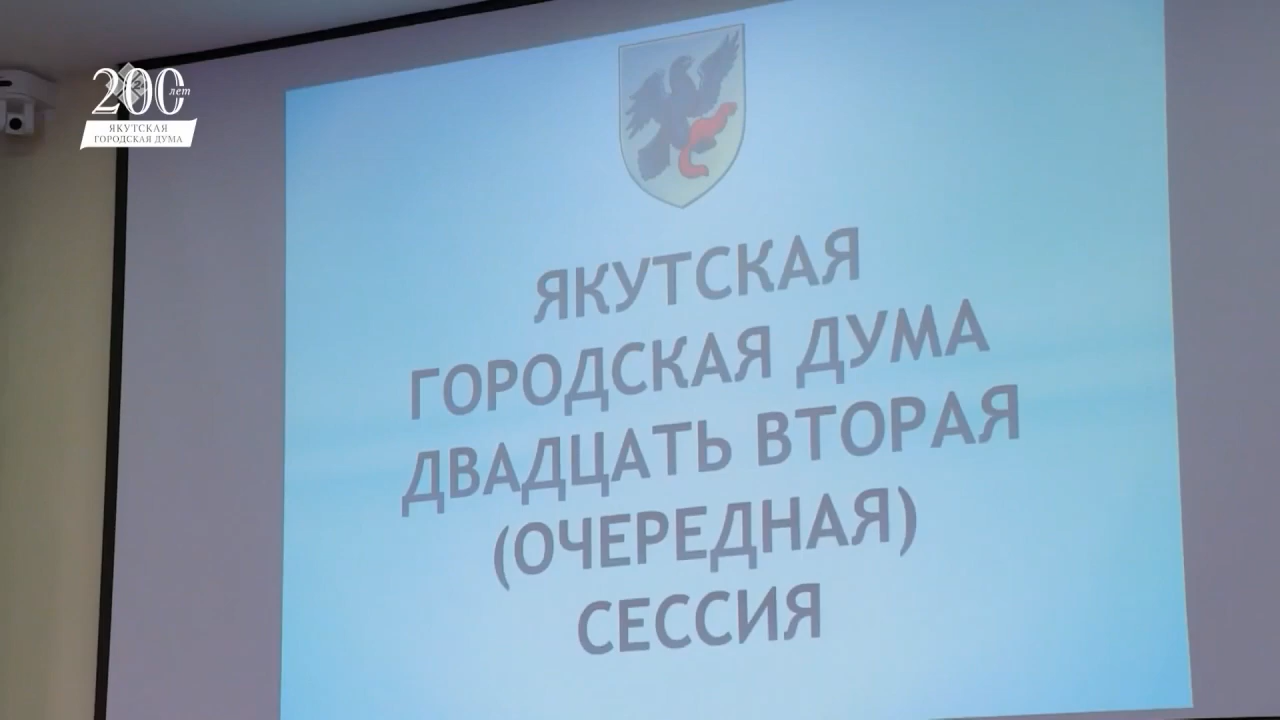 200 лет
ЯКУТСКАЯ
ГОРОДСКАЯ ДУМА
ЯКУТСКАЯ
ГОРОДСКАЯ ДУМА
ДВАДЦАТЬ ВТОРАЯ
(ОЧЕРЕДНАЯ)
СЕССИЯ